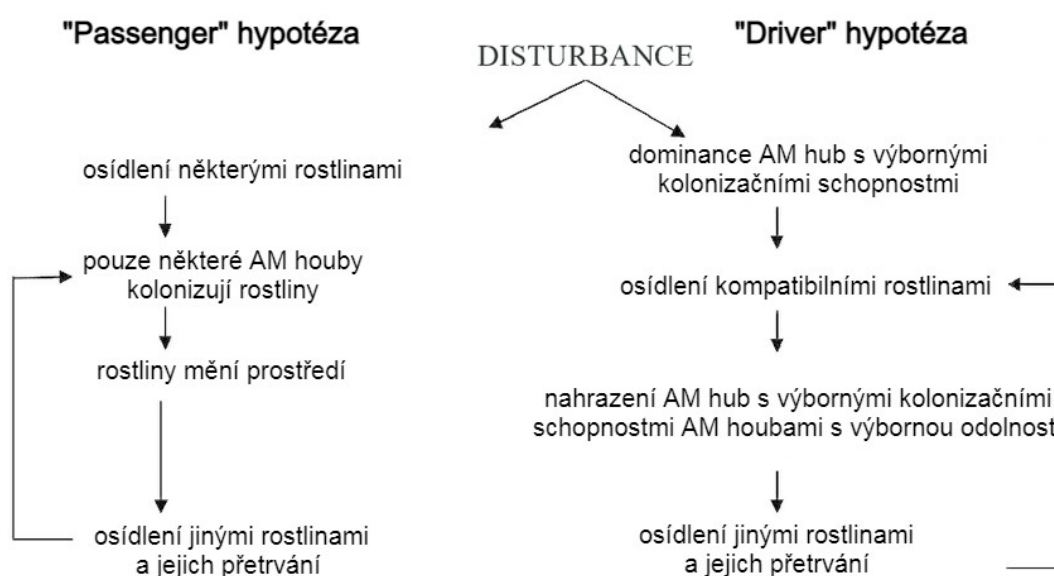 "Passenger" hypotéza
"Driver" hypotéza
DISTURBANCE
osídlení některými rostlinami
pouze některé AM houby
kolonizují rostliny
rostliny mění prostředí
osídlení jinými rostlinami
a jejich přetrvání
dominance AM hub s výbornými
kolonizačními schopnostmi
osídlení kompatibilními rostlinami
nahrazení AM hub s výbornými kolonizačními
schopnostmi AM houbami s výbornou odolnost
osídlení jinými rostlinami
a jejich přetrvání